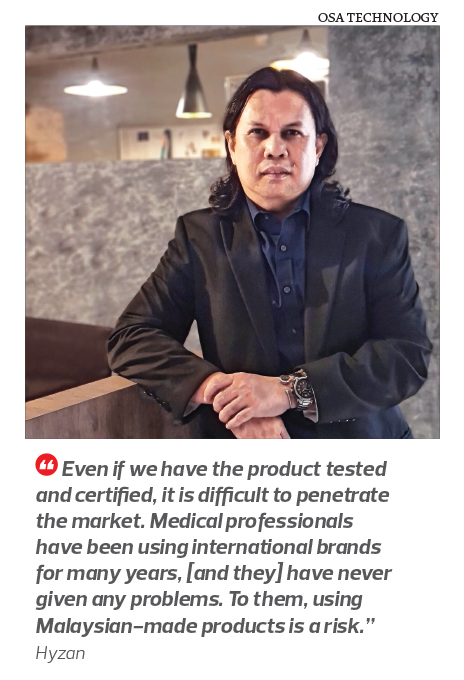 OSA TECHNOLOGY
“ Even if we have the product tested
and certified, it is difficult to penetrate
the market. Medical professionals
have been using international brands
for many years, [and they] have never
given any problems. To them, using
Malaysian–made products is a risk.”
Hyzan